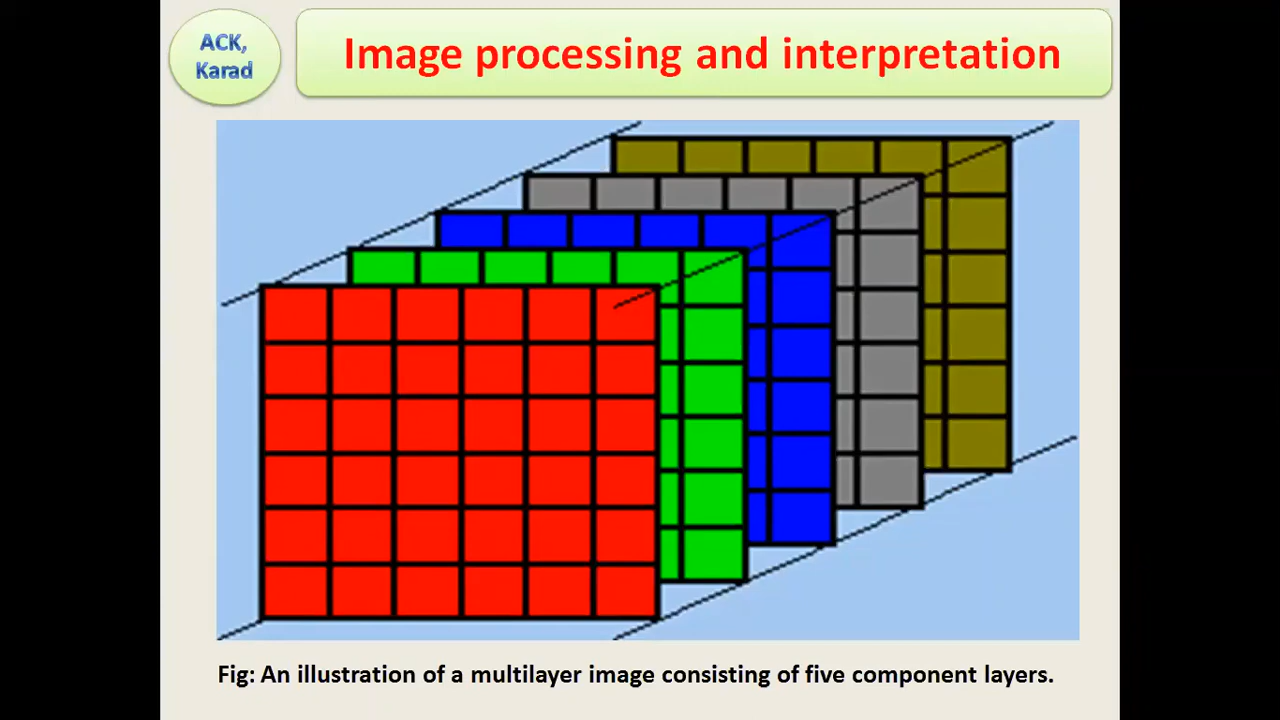 ACK,
Karad
Image processing and interpretation
Fig: An illustration of a multilayer image consisting of five component layers.